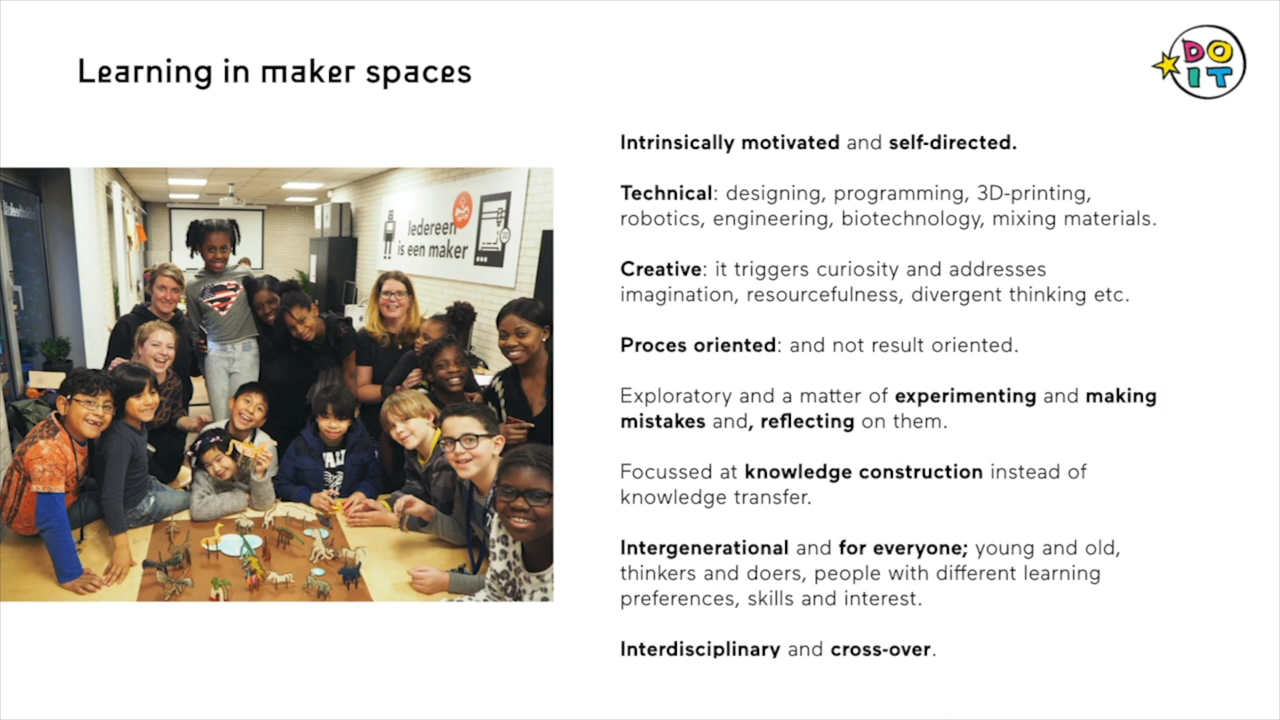 Learning in maker spaces
DO
IT
Intrinsically motivated and self-directed.
Technical: designing, programming, 3D-printing,
robotics, engineering, biotechnology, mixing materials.
Creative: it triggers curiosity and addresses
imagination, resourcefulness, divergent thinking etc.
Proces oriented: and not result oriented.
Exploratory and a matter of experimenting and making
mistakes and, reflecting on them.
Focussed at knowledge construction instead of
knowledge transfer.
Intergenerational and for everyone; young and old,
thinkers and doers, people with different learning
preferences, skills and interest.
Interdisciplinary and cross-over.
Iedereen
is een maker